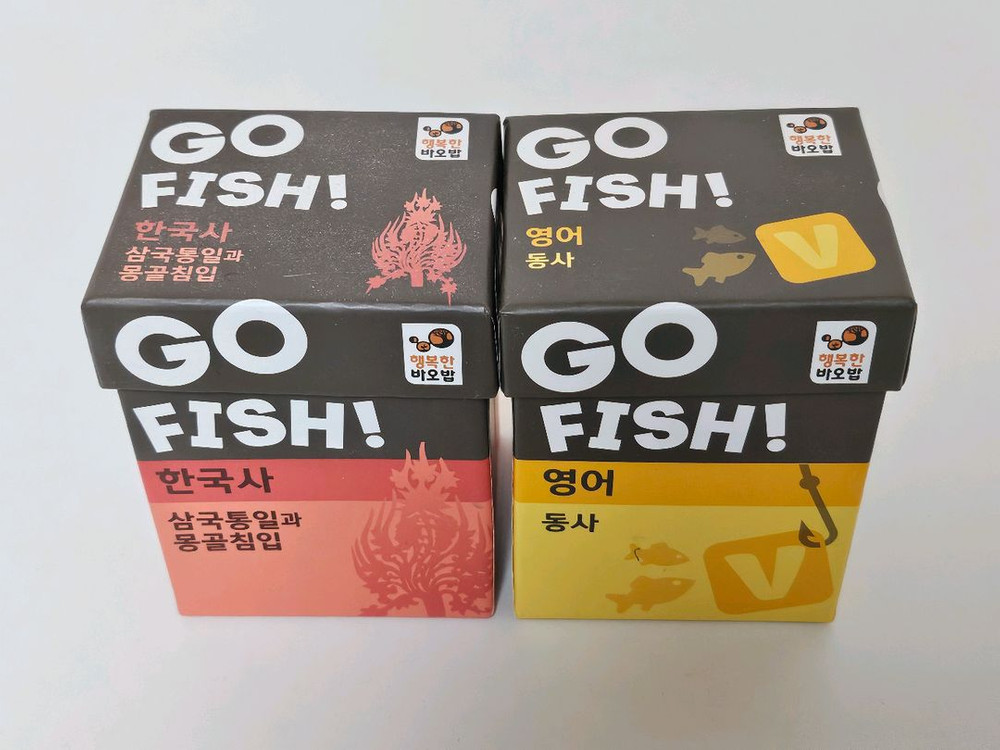 GO
FISH!
행복한
바오밥
한국사
삼국통일과
몽골침입
GO
FISH!
행복한
바오밥
영어
동사
V
GO
FISH!
행복한
바오밥
한국사
삼국통일과
몽골침입
GO
FISH!
행복한
바오밥
영어
동사
V